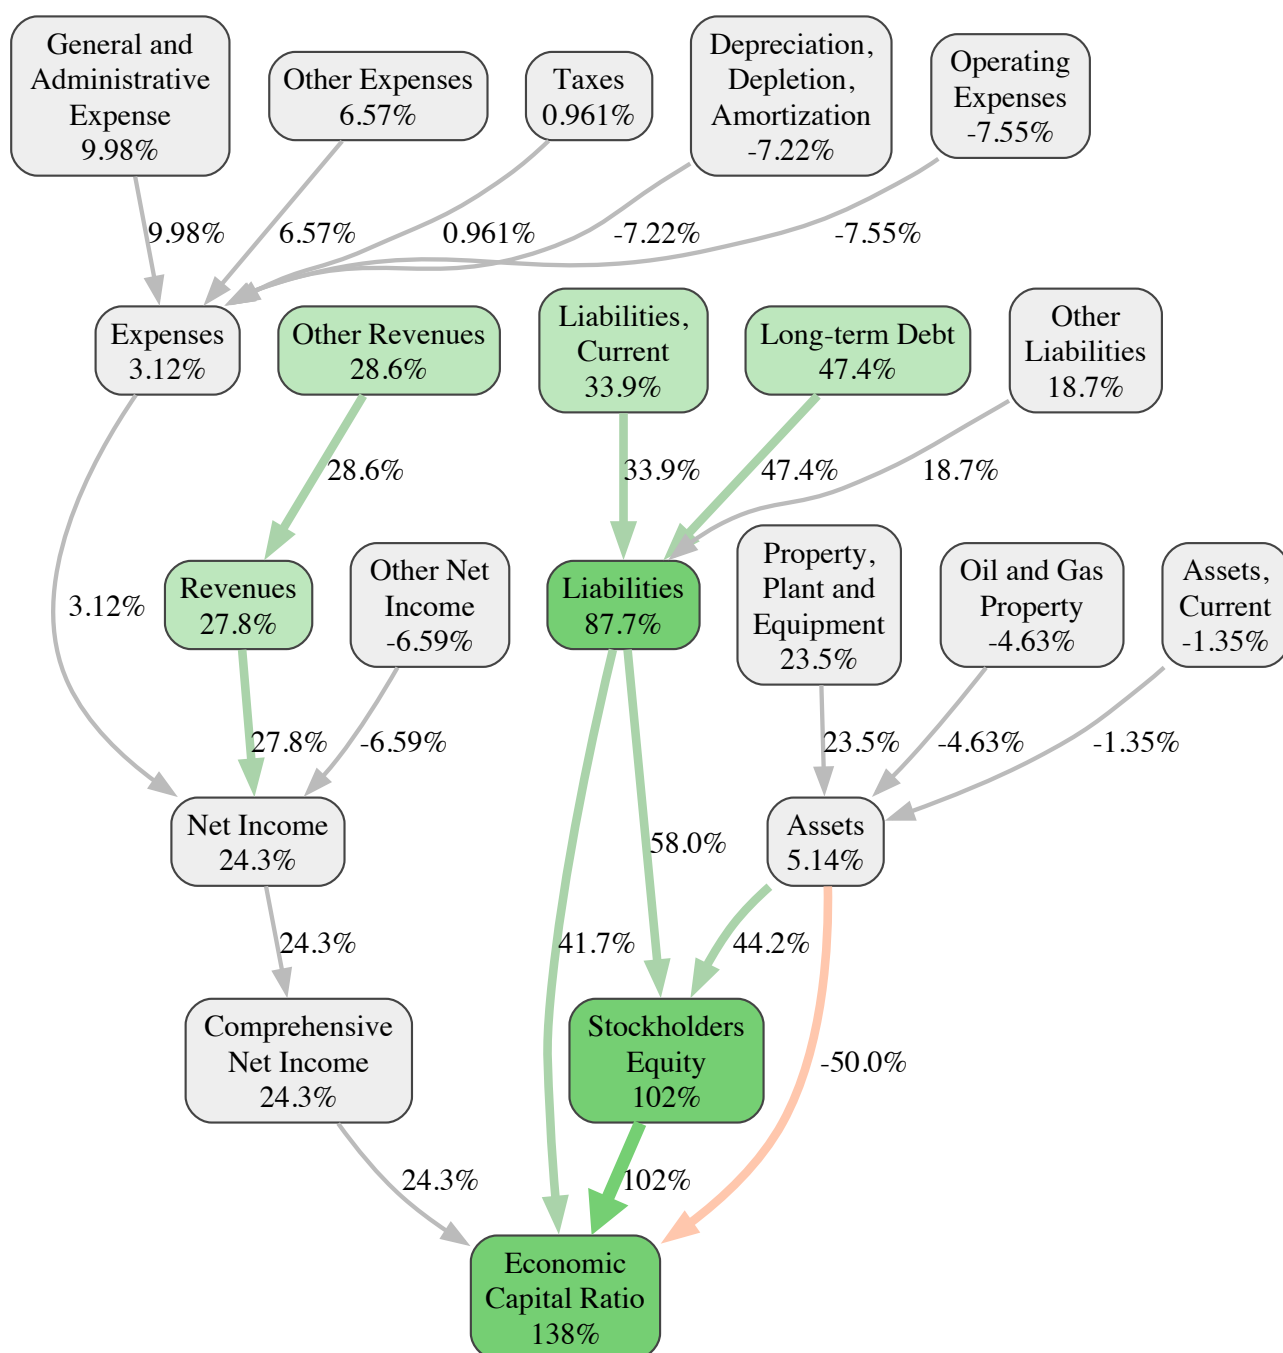 General and
Administrative
Expense
9.98%
Other Expenses
6.57%
Taxes
0.961%
Depreciation,
Depletion,
Amortization
-7.22%
Operating
Expenses
-7.55%
9.98%
6.57%
0.961%
-7.22%
-7.55%
Expenses
3.12%
Other Revenues
28.6%
Liabilities,
Current
33.9%
Long-term Debt
47.4%
Other
Liabilities
18.7%
28.6%
33.9%
47.4%
18.7%
3.12%
Revenues
27.8%
Other Net
Income
-6.59%
Liabilities
87.7%
Property,
Plant and
Equipment
23.5%
Oil and Gas
Property
-4.63%
Assets,
Current
-1.35%
27.8%
-6.59%
23.5%
-4.63%
-1.35%
Net Income
24.3%
58.0%
Assets
5.14%
24.3%
41.7%
44.2%
Comprehensive
Net Income
24.3%
Stockholders
Equity
102%
-50.0%
24.3%
102%
Economic
Capital Ratio
138%